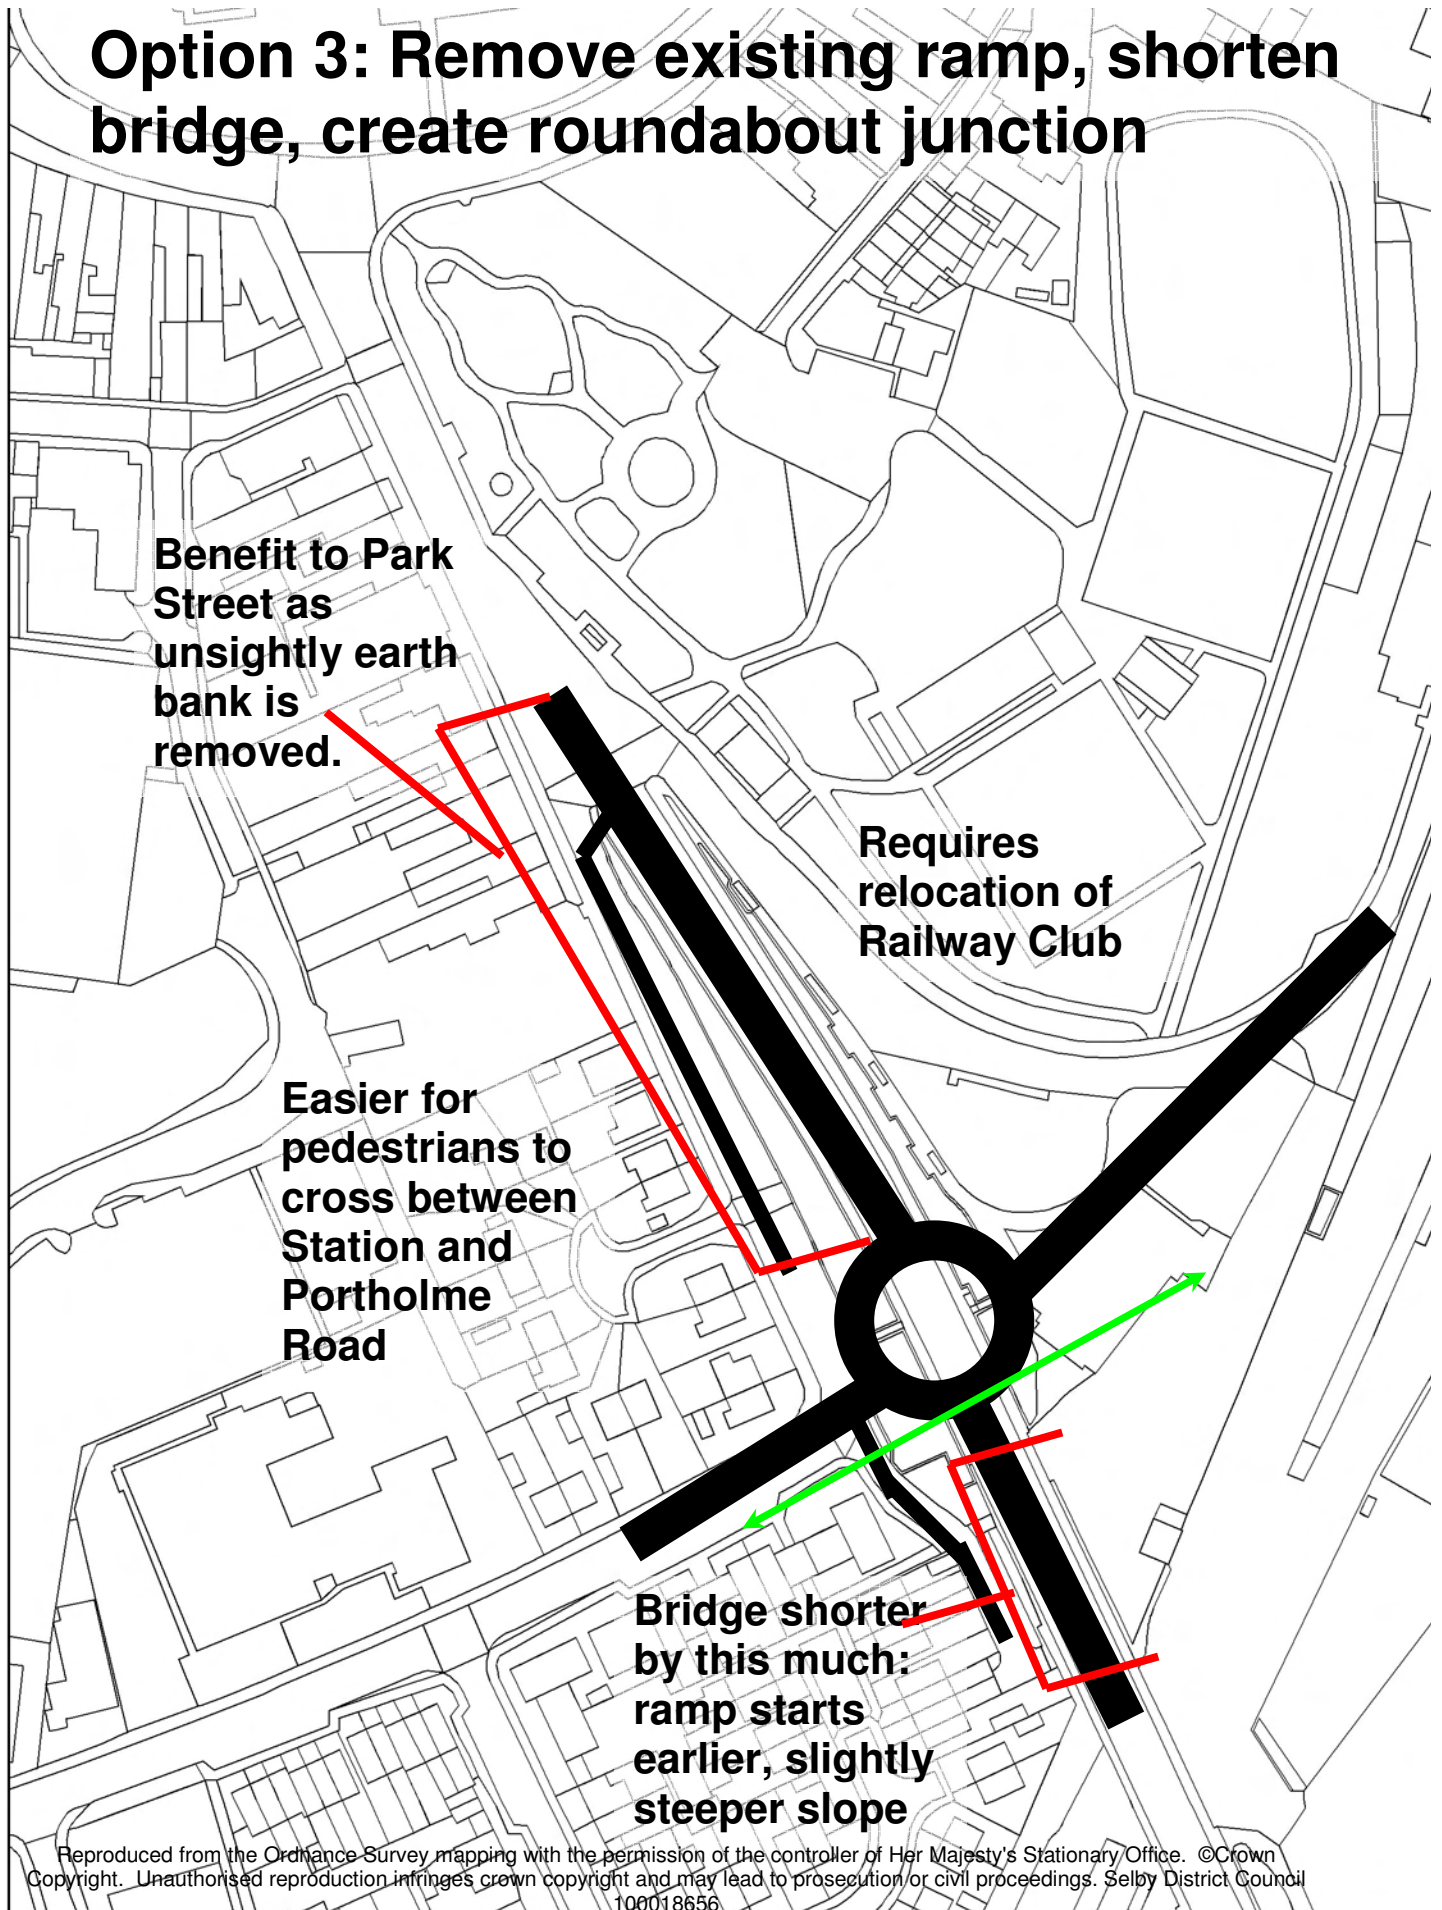 Option 3: Remove existing ramp, shorten
bridge, create roundabout junction
Benefit to Park
Street as
unsightly earth
bank is
removed.
Requires
relocation of
Railway Club
Easier for
pedestrians to
cross between
Station and
Portholme
Road
Bridge shorter
by this much:
ramp starts
earlier, slightly
steeper slope
Reproduced from the Ordnance Survey mapping with the permission of the controller of Her Majesty's Stationary Office. ©Crown
Copyright. Unauthorised reproduction infringes crown copyright and may lead to prosecution or civil proceedings. Selby District Council
100018656